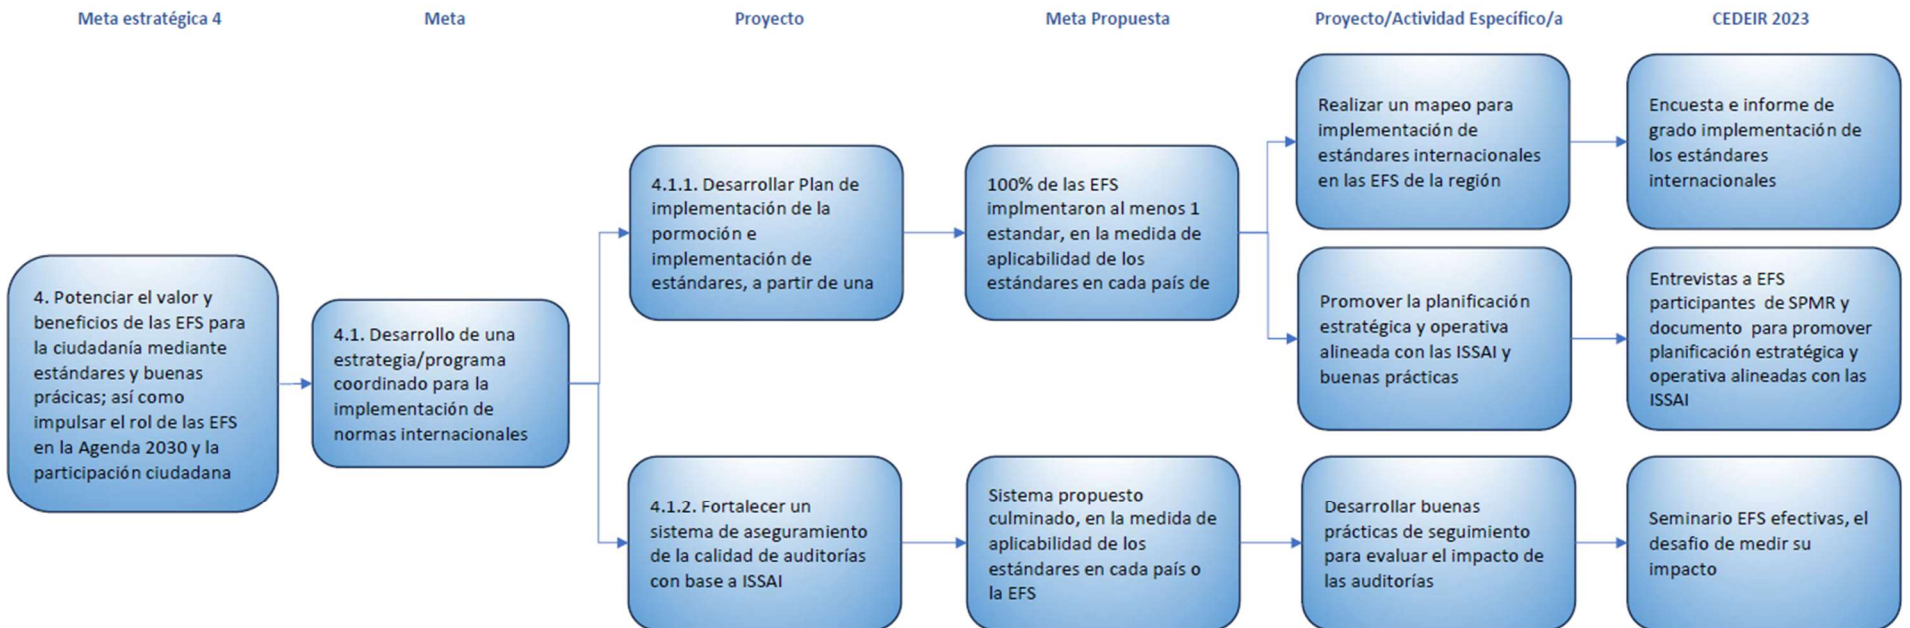 Meta estratégica 4
Meta
Proyecto
Meta Propuesta
Proyecto/Actividad Específico/a
CEDEIR 2023
4. Potenciar el valor y
beneficios de las EFS para
la ciudadanía mediante
estándares y buenas
prácicas; así como
impulsar el rol de las EFS
en la Agenda 2030 y la
participación ciudadana
4.1. Desarrollo de una
estrategia/programa
coordinado para la
implementación de
normas internacionales
4.1.1. Desarrollar Plan de
implementación de la
pormoción e
implementación de
estándares, a partir de una
100% de las EFS
implmentaron al menos 1
estandar, en la medida de
aplicabilidad de los
estándares en cada país de
Realizar un mapeo para
implementación de
estándares internacionales
en las EFS de la región
Encuesta e informe de
grado implementación de
los estándares
internacionales
Promover la planificación
estratégica y operativa
alineada con las ISSAI y
buenas prácticas
Entrevistas a EFS
participantes de SPMR y
documento para promover
planificación estratégica y
operativa alineadas con las
ISSAI
4.1.2. Fortalecer un
sistema de aseguramiento
de la calidad de auditorías
con base a ISSAI
Sistema propuesto
culminado, en la medida de
aplicabilidad de los
estándares en cada país o
la EFS
Desarrollar buenas
prácticas de seguimiento
para evaluar el impacto de
las auditorías
Seminario EFS efectivas, el
desafio de medir su
impacto